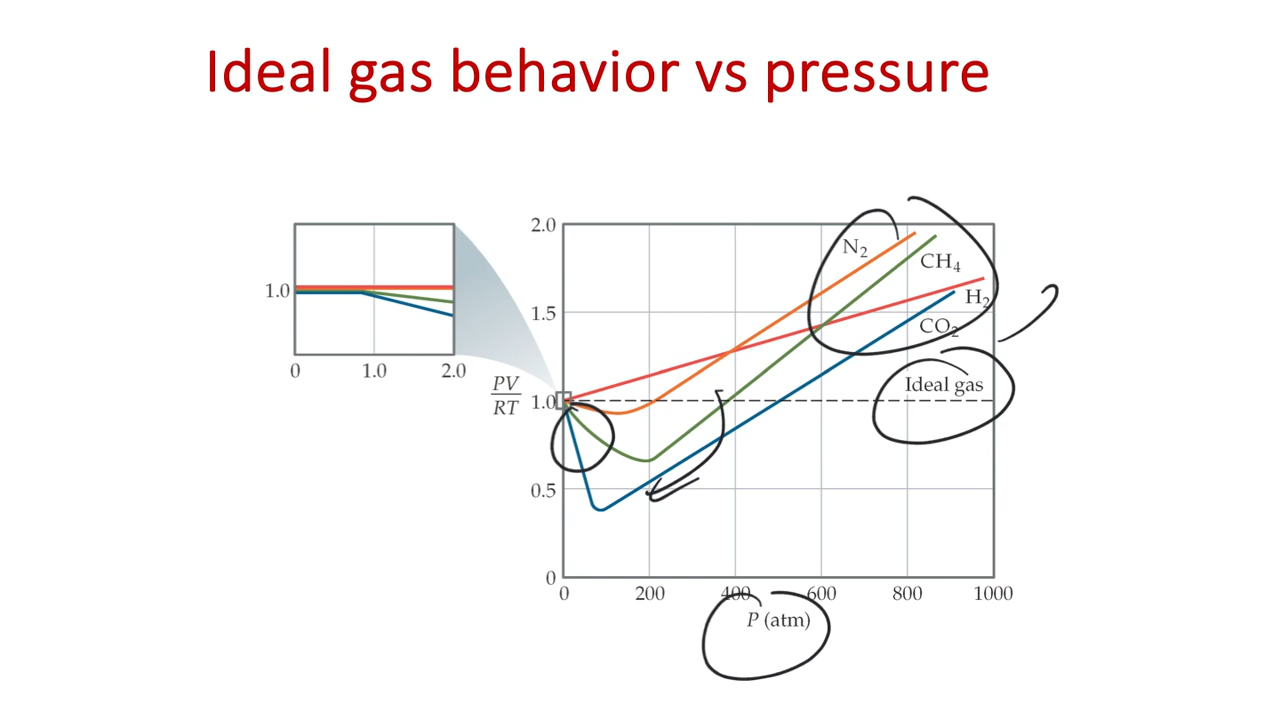 Ideal gas behavior vs pressure
1.0
0 1.0 2.0
PV
RT
2.0
1.5
1.0
0.5
0
N₂
CH₄
H₂
CO₂
Ideal gas
0 200 400 600 800 1000
P (atm)